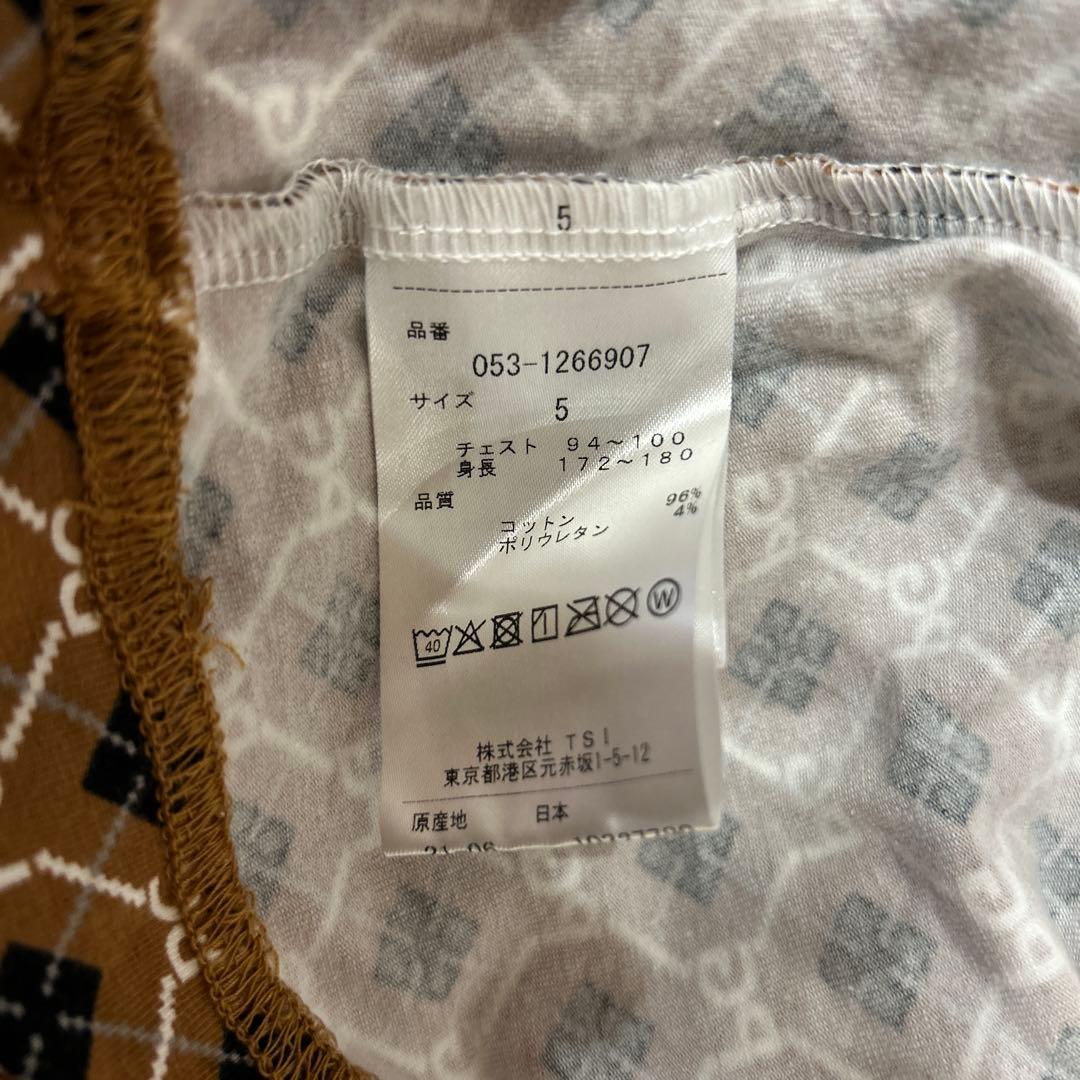 5
品番
053-1266907
サイズ 5
チェスト 94~100
身長 172~180
品質
コットン 96%
ポリウレタン 4%
40 1 W
株式会社 TSI
東京都港区元赤坂1-5-12
原産地 日本